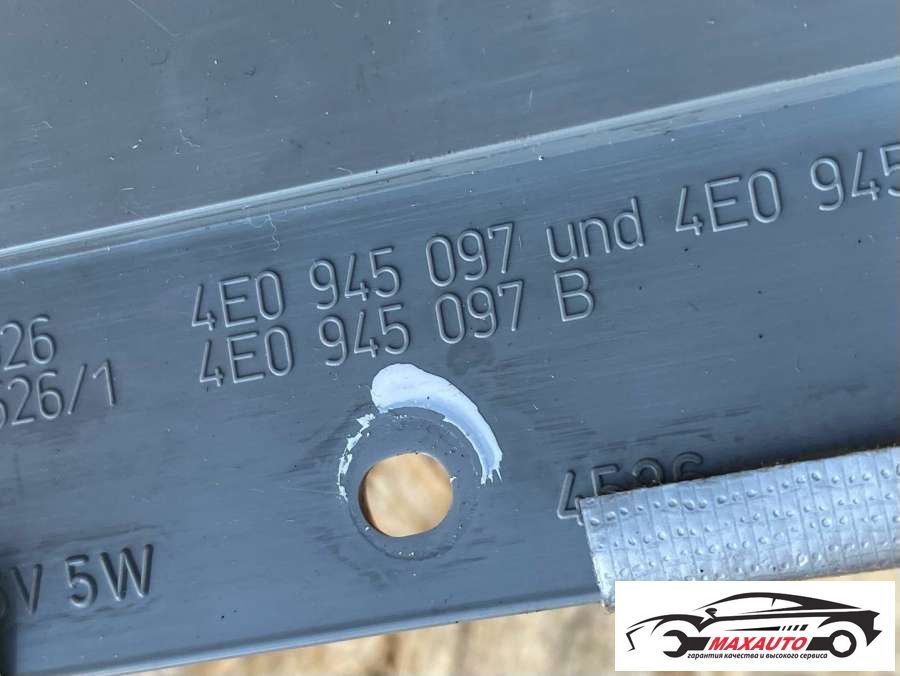 4E0 945 097 und 4E0 945
4E0 945 097 B
26
526/1
V 5W
MAXAUTO
гарантия качества и высокого сервиса